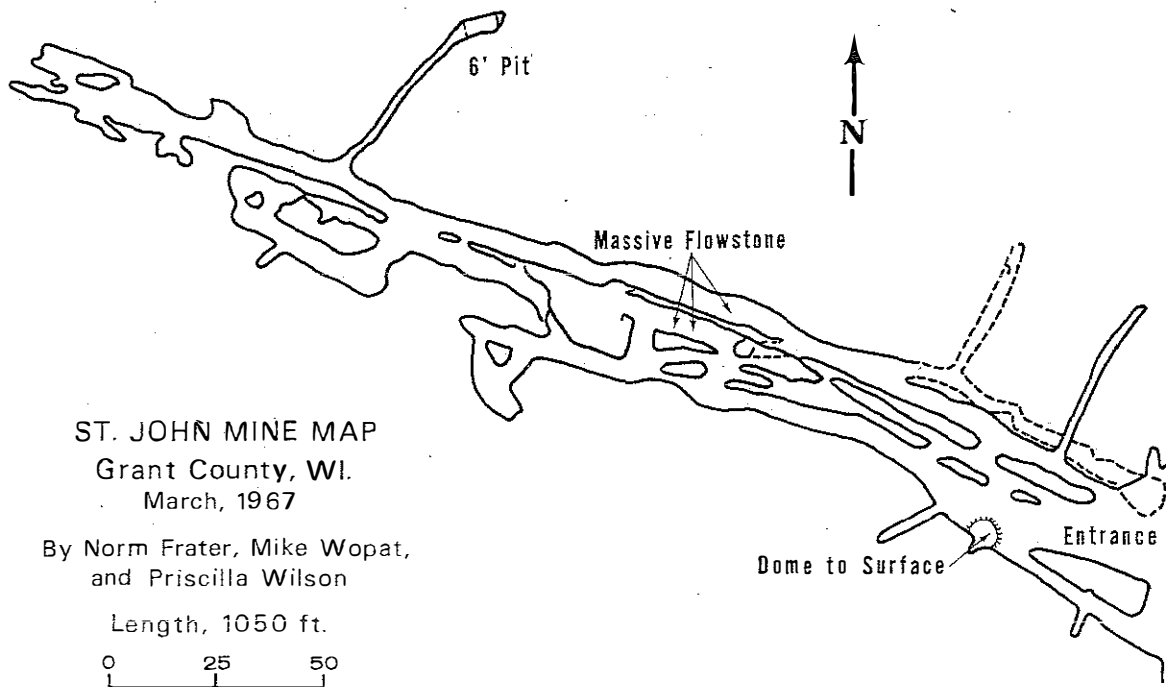 6' Pit
N
Massive Flowstone
ST. JOHN MINE MAP
Grant County, WI.
March, 1967
By Norm Frater, Mike Wopat,
and Priscilla Wilson
Length, 1050 ft.
0 25 50
Entrance
Dome to Surface